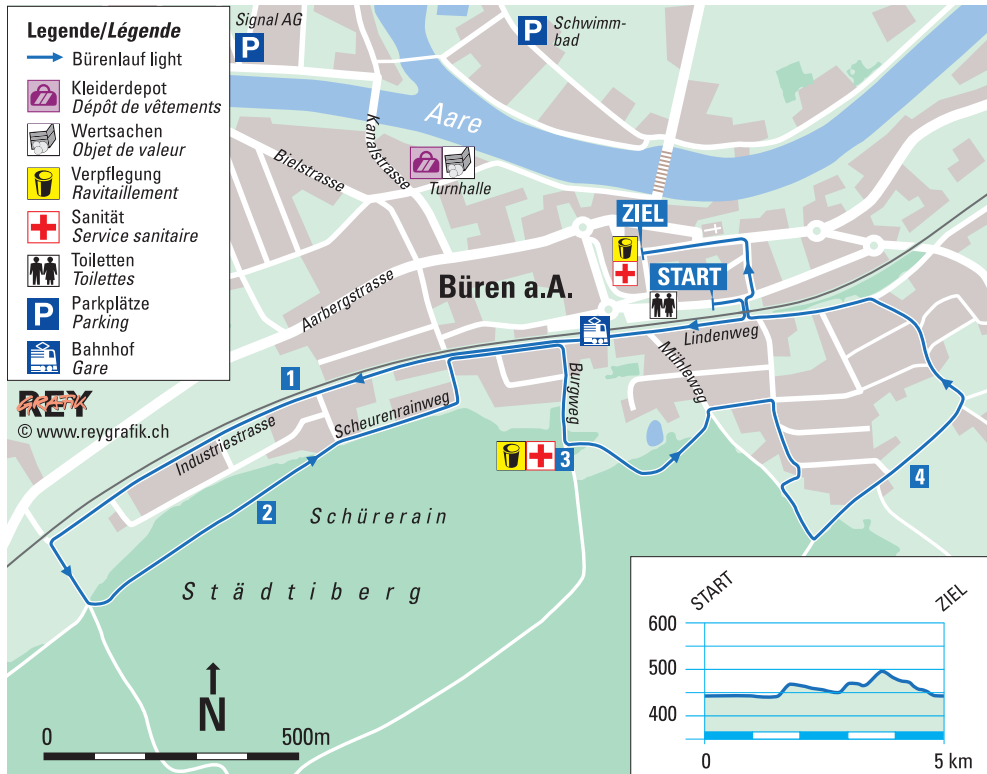 Legende/Légende
Bürenlauf light
Kleiderdepot
Dépôt de vêtements
Wertsachen
Objet de valeur
Verpflegung
Ravitaillement
Sanität
Service sanitaire
Toiletten
Toilettes
P
Parkplätze
Parking
Bahnhof
Gare
REY
GRAFIK
© www.reygrafik.ch
Signal AG
P
P
Schwimm-
bad
Aare
Kanalstrasse
Bielstrasse
Turnhalle
ZIEL
START
Büren a.A.
Aarbergstrasse
Lindenweg
Mühleweg
Burgweg
1
Scheurenrainweg
Industriestrasse
3
4
2
Schürerain
Städtiberg
N
0 500m
START
ZIEL
600
500
400
0 5 km